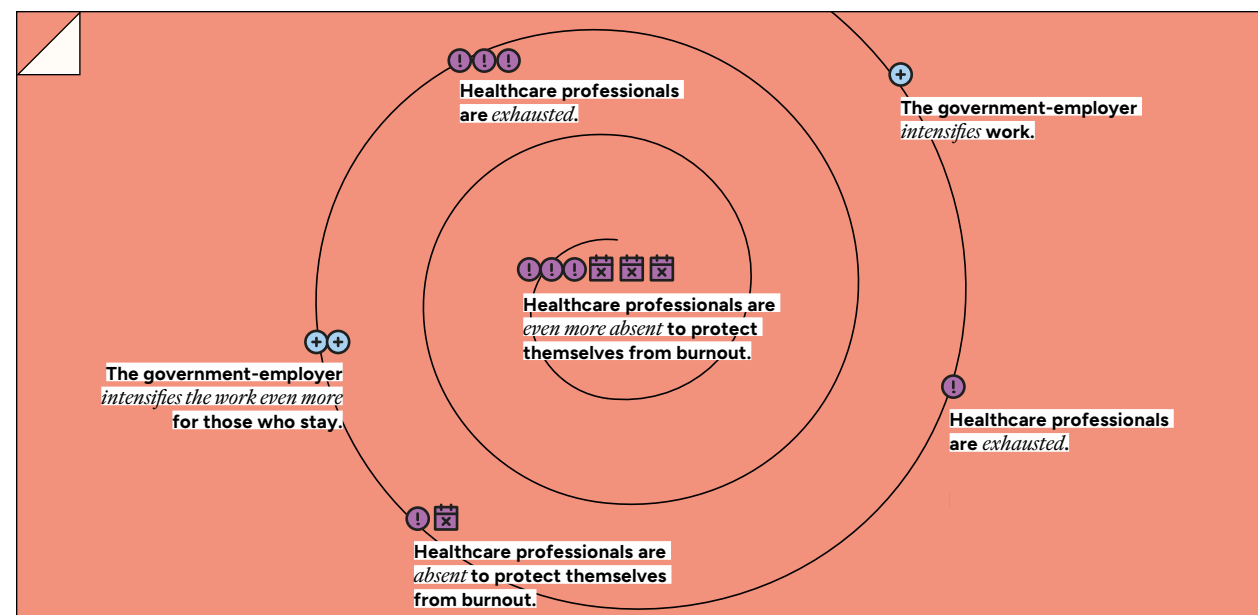 The government-employer
intensifies work.
Healthcare professionals
are exhausted.
Healthcare professionals are
absent to protect themselves
from burnout.
The government-employer
intensifies the work even more
for those who stay.
Healthcare professionals
are exhausted.
Healthcare professionals are
even more absent to protect
themselves from burnout.